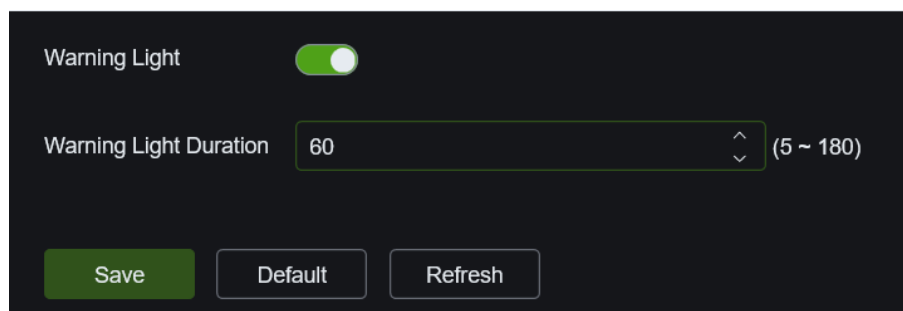 Warning Light
Warning Light Duration 60 (5 ~ 180)
Save Default Refresh